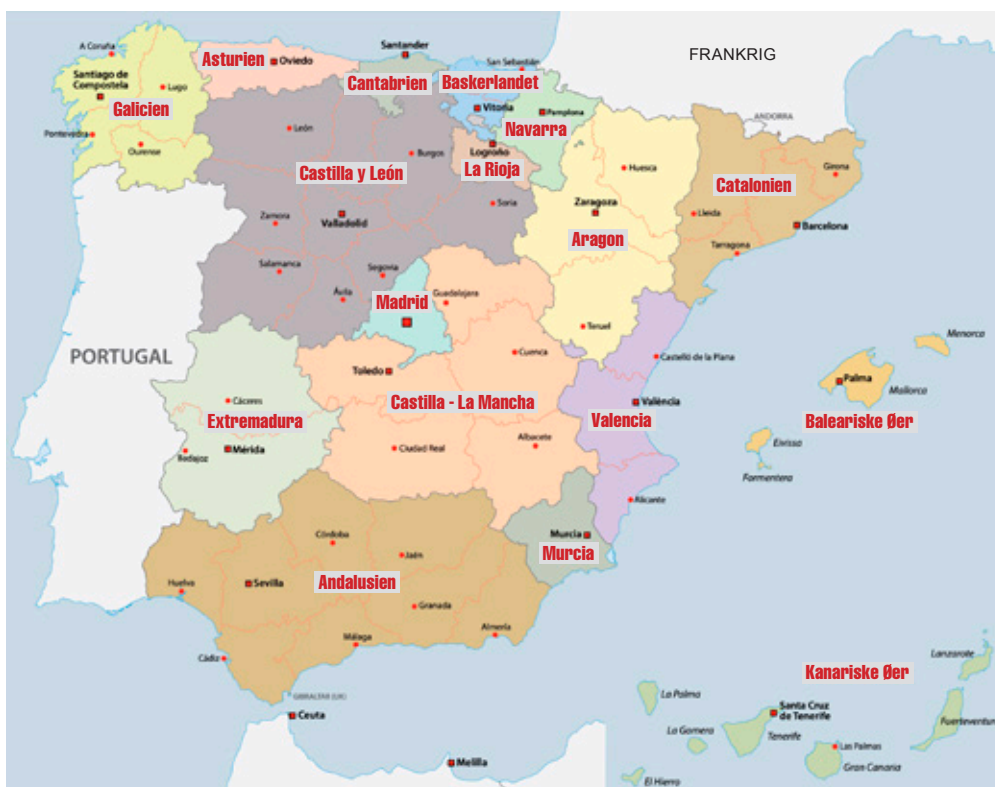 FRANKRIG
A Coruña
Santander
Asturien
Oviedo
San Sebastián
Santiago de
Compostela
Lugo
Cantabrien
Baskerlandet
Galicien
Vitoria
Pamplona
Navarra
ANDORRA
Pontevedra
Ourense
León
Burgos
Logroño
La Rioja
Huesca
Girona
Castilla y León
Catalonien
Zamora
Valladolid
Soria
Zaragoza
Lleida
Barcelona
Aragon
Tarragona
Salamanca
Segovia
Ávila
Madrid
Guadalajara
Teruel
Menorca
PORTUGAL
Cuenca
Castelló de la Plana
Toledo
Palma
Mallorca
Cáceres
Castilla - La Mancha
València
Extremadura
Valencia
Baleariske Øer
Badajoz
Mérida
Ciudad Real
Albacete
Eivissa
Formentera
Alicante
Córdoba
Murcia
Murcia
Jaén
Huelva
Sevilla
Andalusien
Granada
Almería
Málaga
Cádiz
Lanzarote
Kanariske Øer
GIBRALTAR (UK)
La Palma
Ceuta
Santa Cruz
de Tenerife
Fuerteventura
La Gomera
Tenerife
Las Palmas
Melilla
Gran Canaria
El Hierro